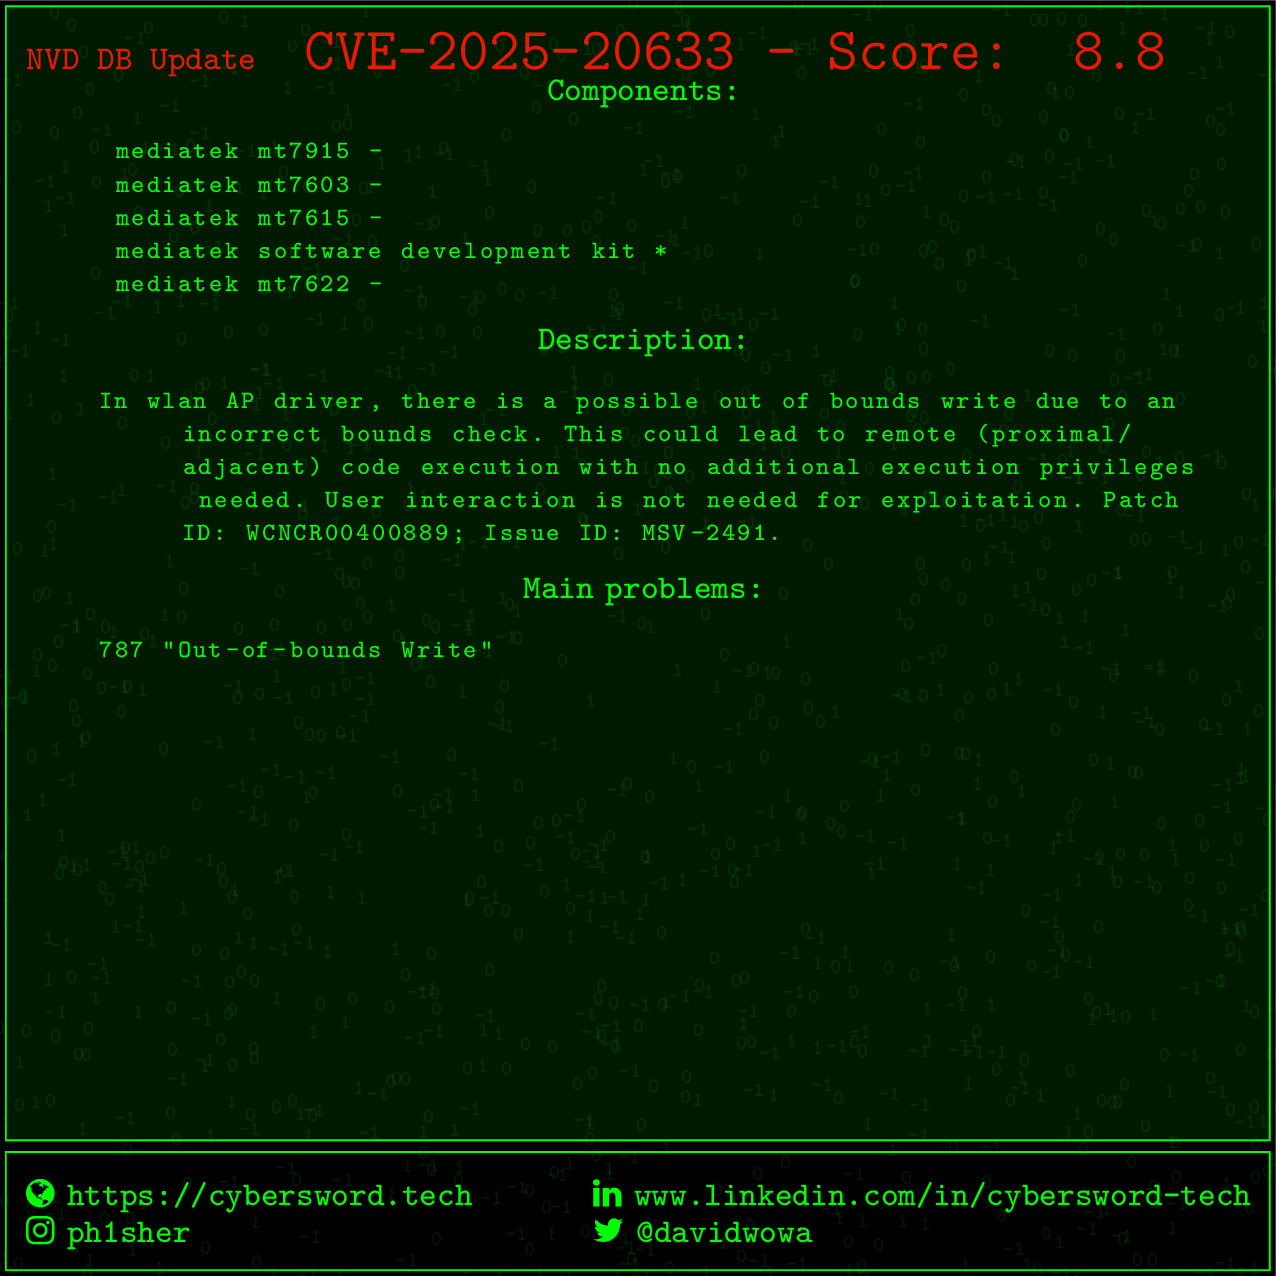 NVD DB Update CVE-2025-20633 - Score: 8.8
Components:
mediatek mt7915 -
mediatek mt7603 -
mediatek mt7615 -
mediatek software development kit *
mediatek mt7622 -
Description:
In wlan AP driver, there is a possible out of bounds write due to an
incorrect bounds check. This could lead to remote (proximal/
adjacent) code execution with no additional execution privileges
needed. User interaction is not needed for exploitation. Patch
ID: WCNCR00400889; Issue ID: MSV-2491.
Main problems:
787 "Out-of-bounds Write"
https://cybersword.tech
www.linkedin.com/in/cybersword-tech
ph1sher
@davidwowa